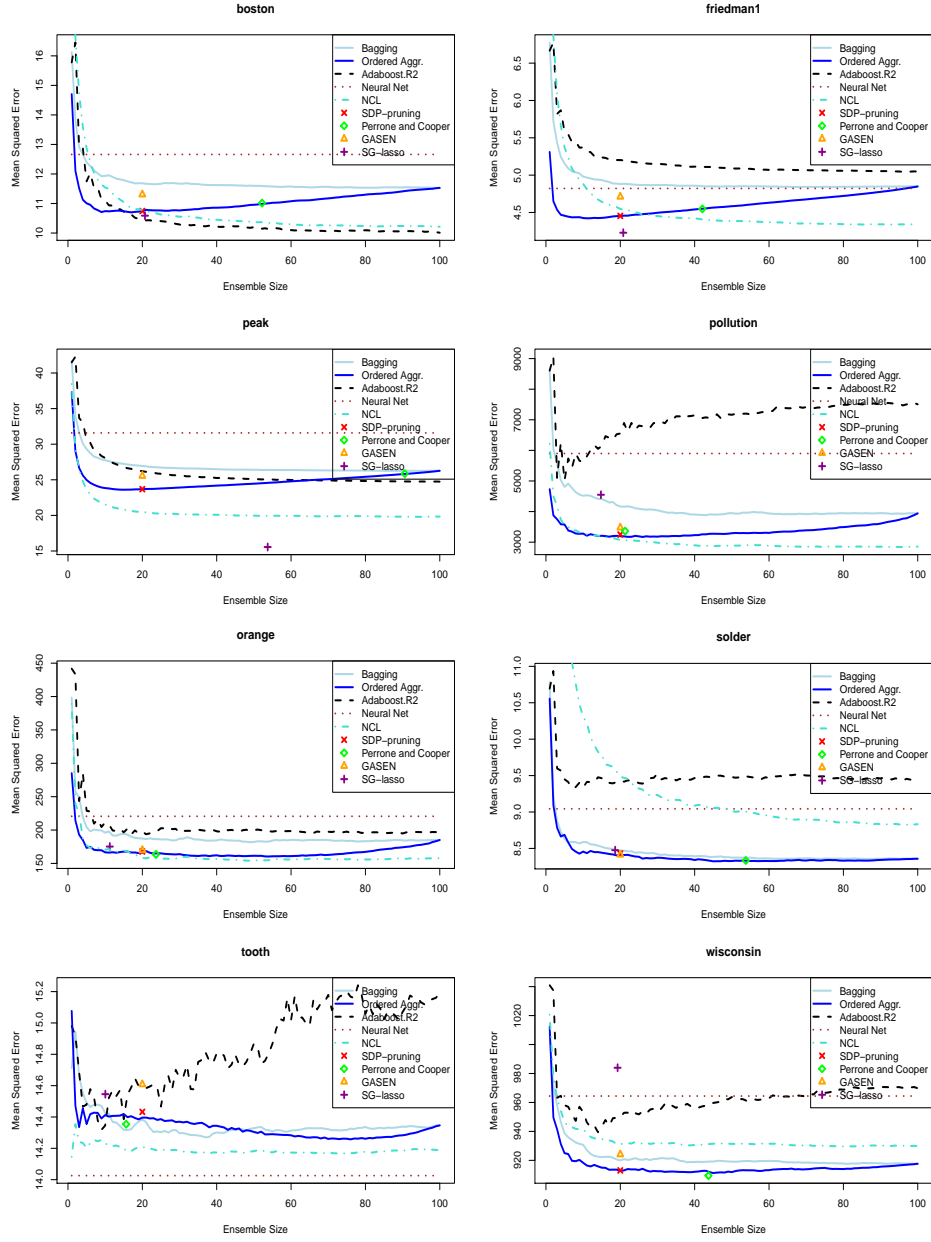 boston
Mean Squared Error
16
15
14
13
12
11
10
0 20 40 60 80 100
Ensemble Size
Bagging
Ordered Aggr.
Adaboost.R2
Neural Net
NCL
SDP−pruning
Perrone and Cooper
GASEN
SG−lasso
friedman1
Mean Squared Error
6.5
6.0
5.5
5.0
4.5
0 20 40 60 80 100
Ensemble Size
Bagging
Ordered Aggr.
Adaboost.R2
Neural Net
NCL
SDP−pruning
Perrone and Cooper
GASEN
SG−lasso
peak
Mean Squared Error
40
35
30
25
20
15
0 20 40 60 80 100
Ensemble Size
Bagging
Ordered Aggr.
Adaboost.R2
Neural Net
NCL
SDP−pruning
Perrone and Cooper
GASEN
SG−lasso
pollution
Mean Squared Error
9000
7000
5000
3000
0 20 40 60 80 100
Ensemble Size
Bagging
Ordered Aggr.
Adaboost.R2
Neural Net
NCL
SDP−pruning
Perrone and Cooper
GASEN
SG−lasso
orange
Mean Squared Error
450
400
350
300
250
200
150
0 20 40 60 80 100
Ensemble Size
Bagging
Ordered Aggr.
Adaboost.R2
Neural Net
NCL
SDP−pruning
Perrone and Cooper
GASEN
SG−lasso
solder
Mean Squared Error
11.0
10.5
10.0
9.5
9.0
8.5
0 20 40 60 80 100
Ensemble Size
Bagging
Ordered Aggr.
Adaboost.R2
Neural Net
NCL
SDP−pruning
Perrone and Cooper
GASEN
SG−lasso
tooth
Mean Squared Error
15.2
15.0
14.8
14.6
14.4
14.2
14.0
0 20 40 60 80 100
Ensemble Size
Bagging
Ordered Aggr.
Adaboost.R2
Neural Net
NCL
SDP−pruning
Perrone and Cooper
GASEN
SG−lasso
wisconsin
Mean Squared Error
1020
980
960
940
920
0 20 40 60 80 100
Ensemble Size
Bagging
Ordered Aggr.
Adaboost.R2
Neural Net
NCL
SDP−pruning
Perrone and Cooper
GASEN
SG−lasso